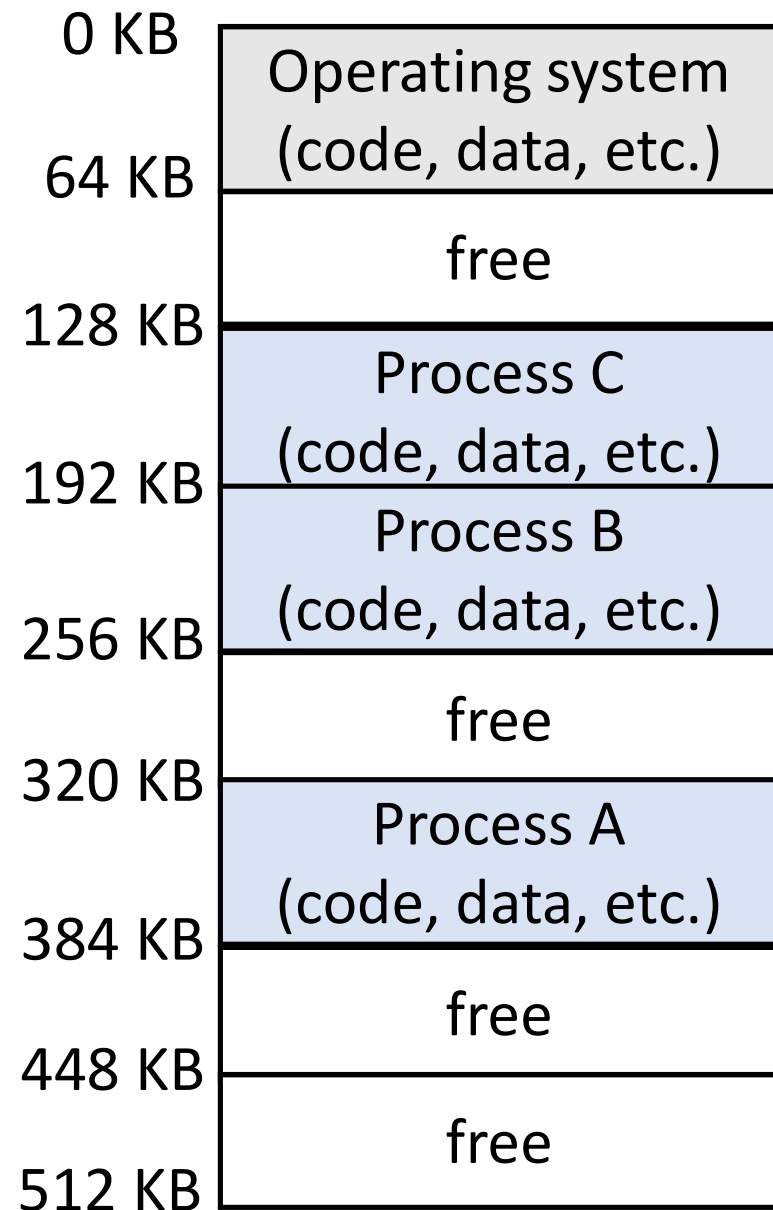 0 KB
Operating system
(code, data, etc.)
64 KB
free
128 KB
Process C
(code, data, etc.)
192 KB
Process B
(code, data, etc.)
256 KB
free
320 KB
Process A
(code, data, etc.)
384 KB
free
448 KB
free
512 KB